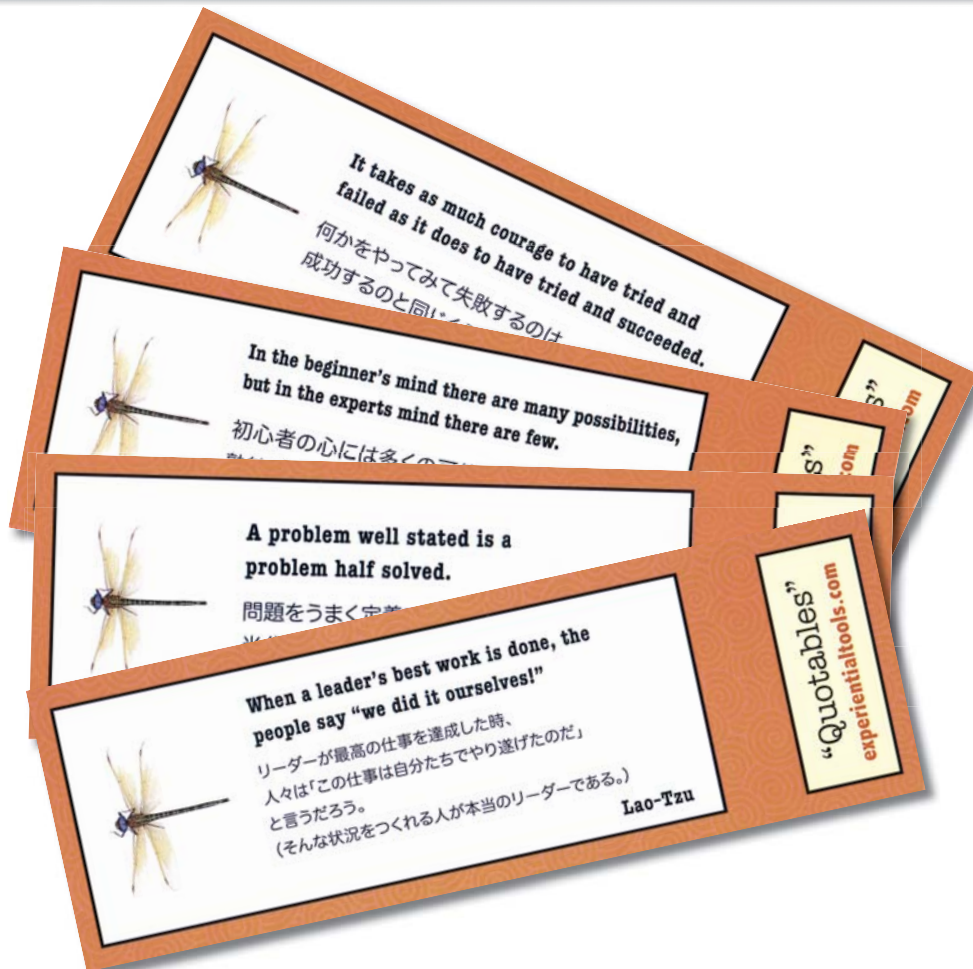 It takes as much courage to have tried and
failed as it does to have tried and succeeded.
何かをやってみて失敗するのは
成功するのと同じく
s”
com
In the beginner’s mind there are many possibilities,
but in the experts mind there are few.
初心者の心には多くの
s”
com
A problem well stated is a
problem half solved.
問題をうまく定義
When a leader’s best work is done, the
people say “we did it ourselves!”
リーダーが最高の仕事を達成した時、
人々は「この仕事は自分たちでやり遂げたのだ」
と言うだろう。
(そんな状況をつくれる人が本当のリーダーである。)
Lao-Tzu
“Quotables”
experientialtools.com